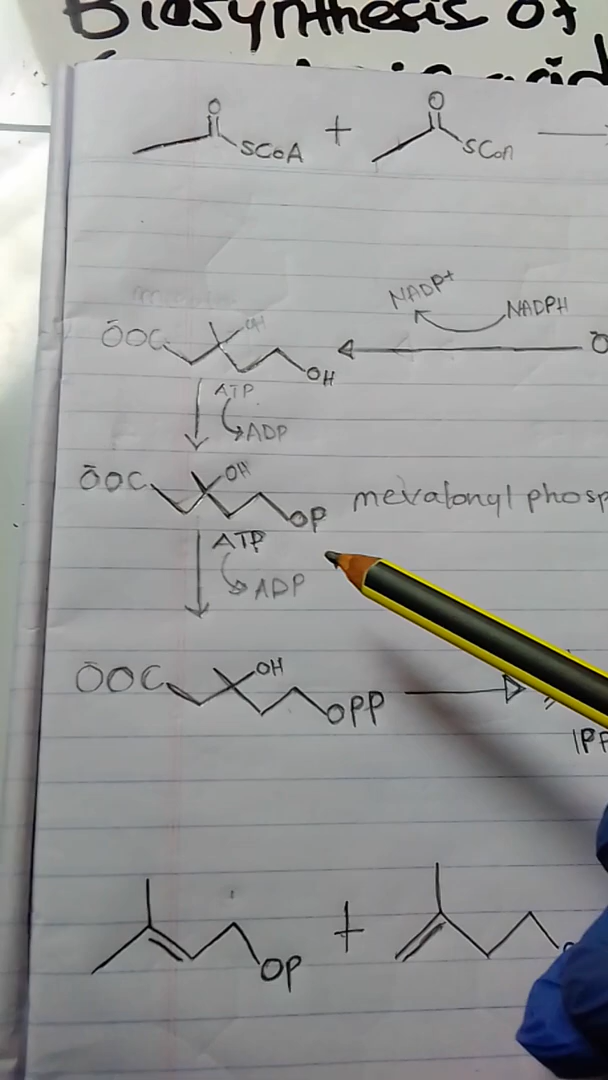 Biosynthesis of
O O
SCoA + SCoA
NADP+
NADPH
ŌOC OH
OH
ATP
ADP
ŌOC OH
OP mevalonyl phosp
ATP
ADP
ŌOC OH
OPP
IPP
+
OP